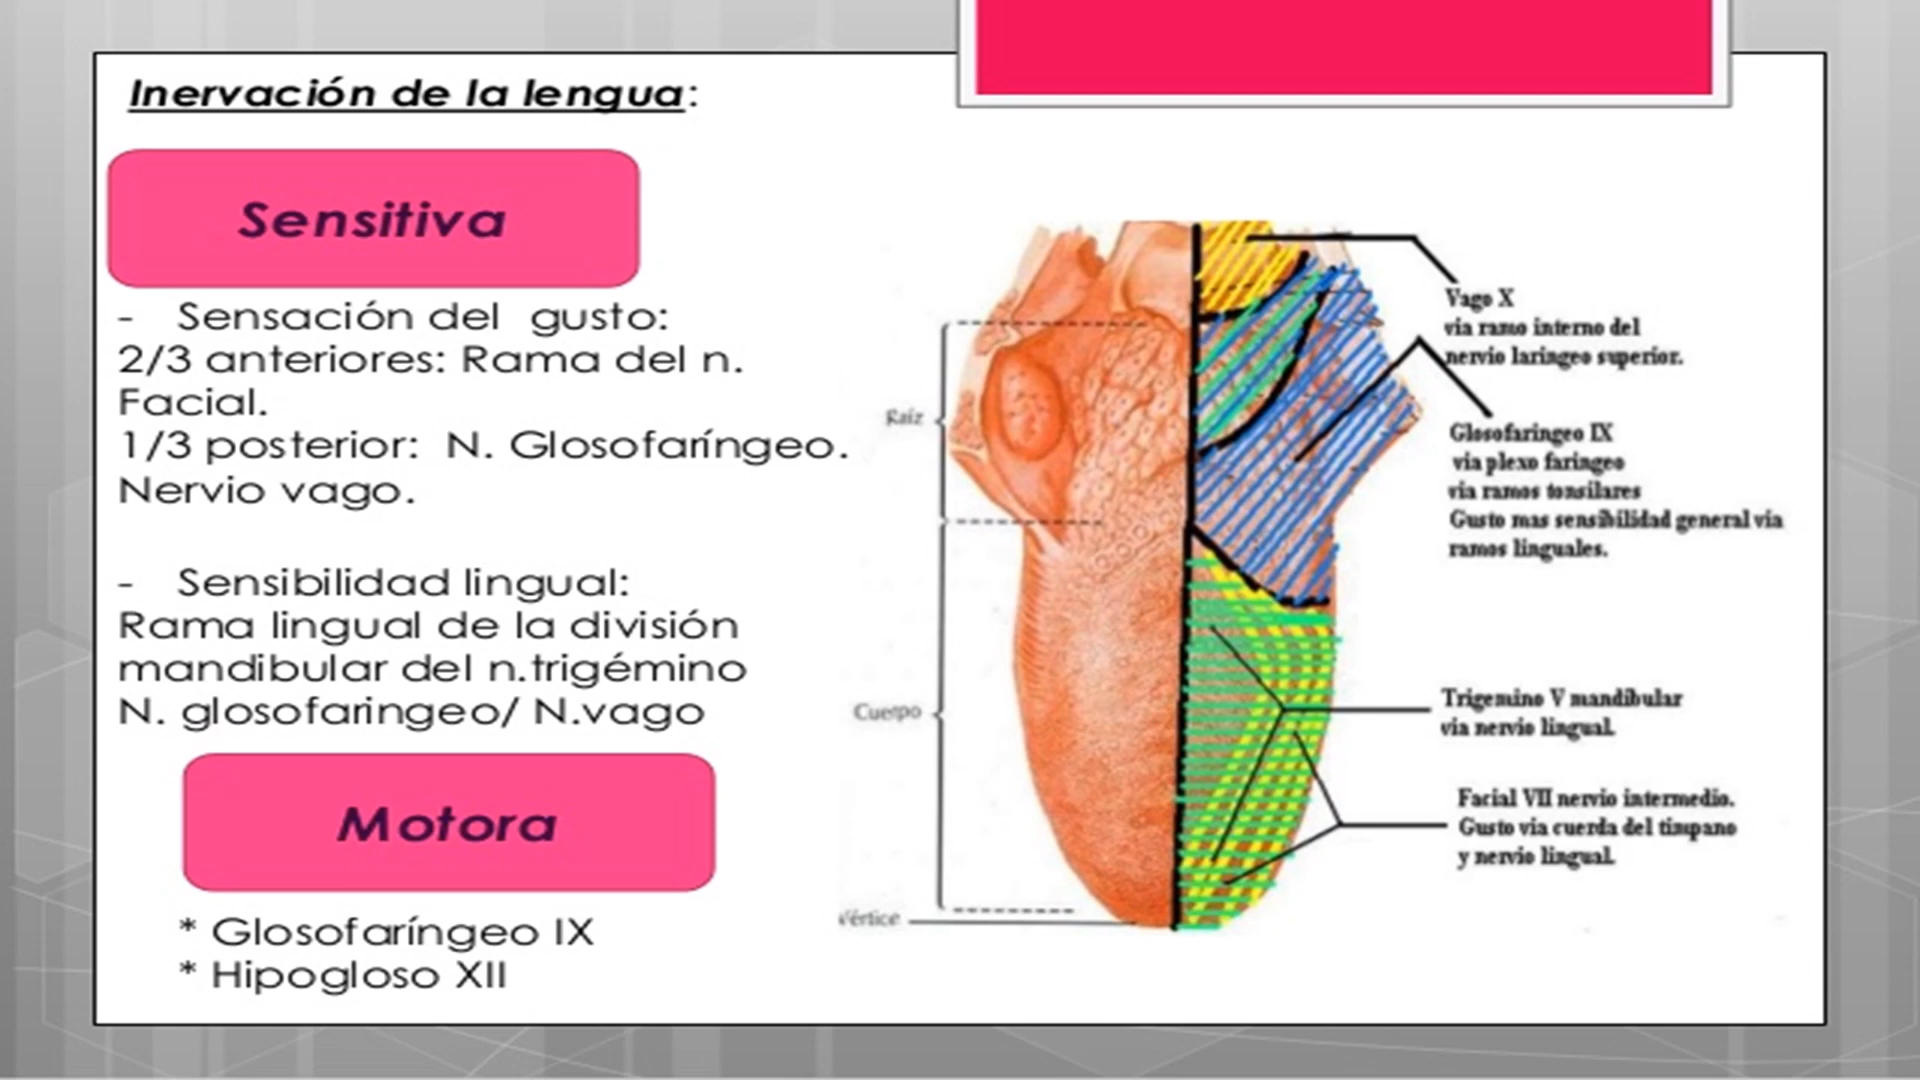 Inervación de la lengua:
Sensitiva
- Sensación del gusto:
2/3 anteriores: Rama del n.
Facial.
1/3 posterior: N. Glosofaríngeo.
Nervio vago.
- Sensibilidad lingual:
Rama lingual de la división
mandibular del n.trigémino
N. glosofaringeo/ N.vago
Motora
* Glosofaríngeo IX
* Hipogloso XII
Raíz
Cuerpo
Vértice
Vago X
via ramo interno del
nervio laringeo superior.
Glosofaringeo IX
via plexo faringeo
via ramos tonsilares
Gusto mas sensibilidad general via
ramos linguales.
Trigemino V mandibular
via nervio lingual.
Facial VII nervio intermedio.
Gusto via cuerda del timpano
y nervio lingual.